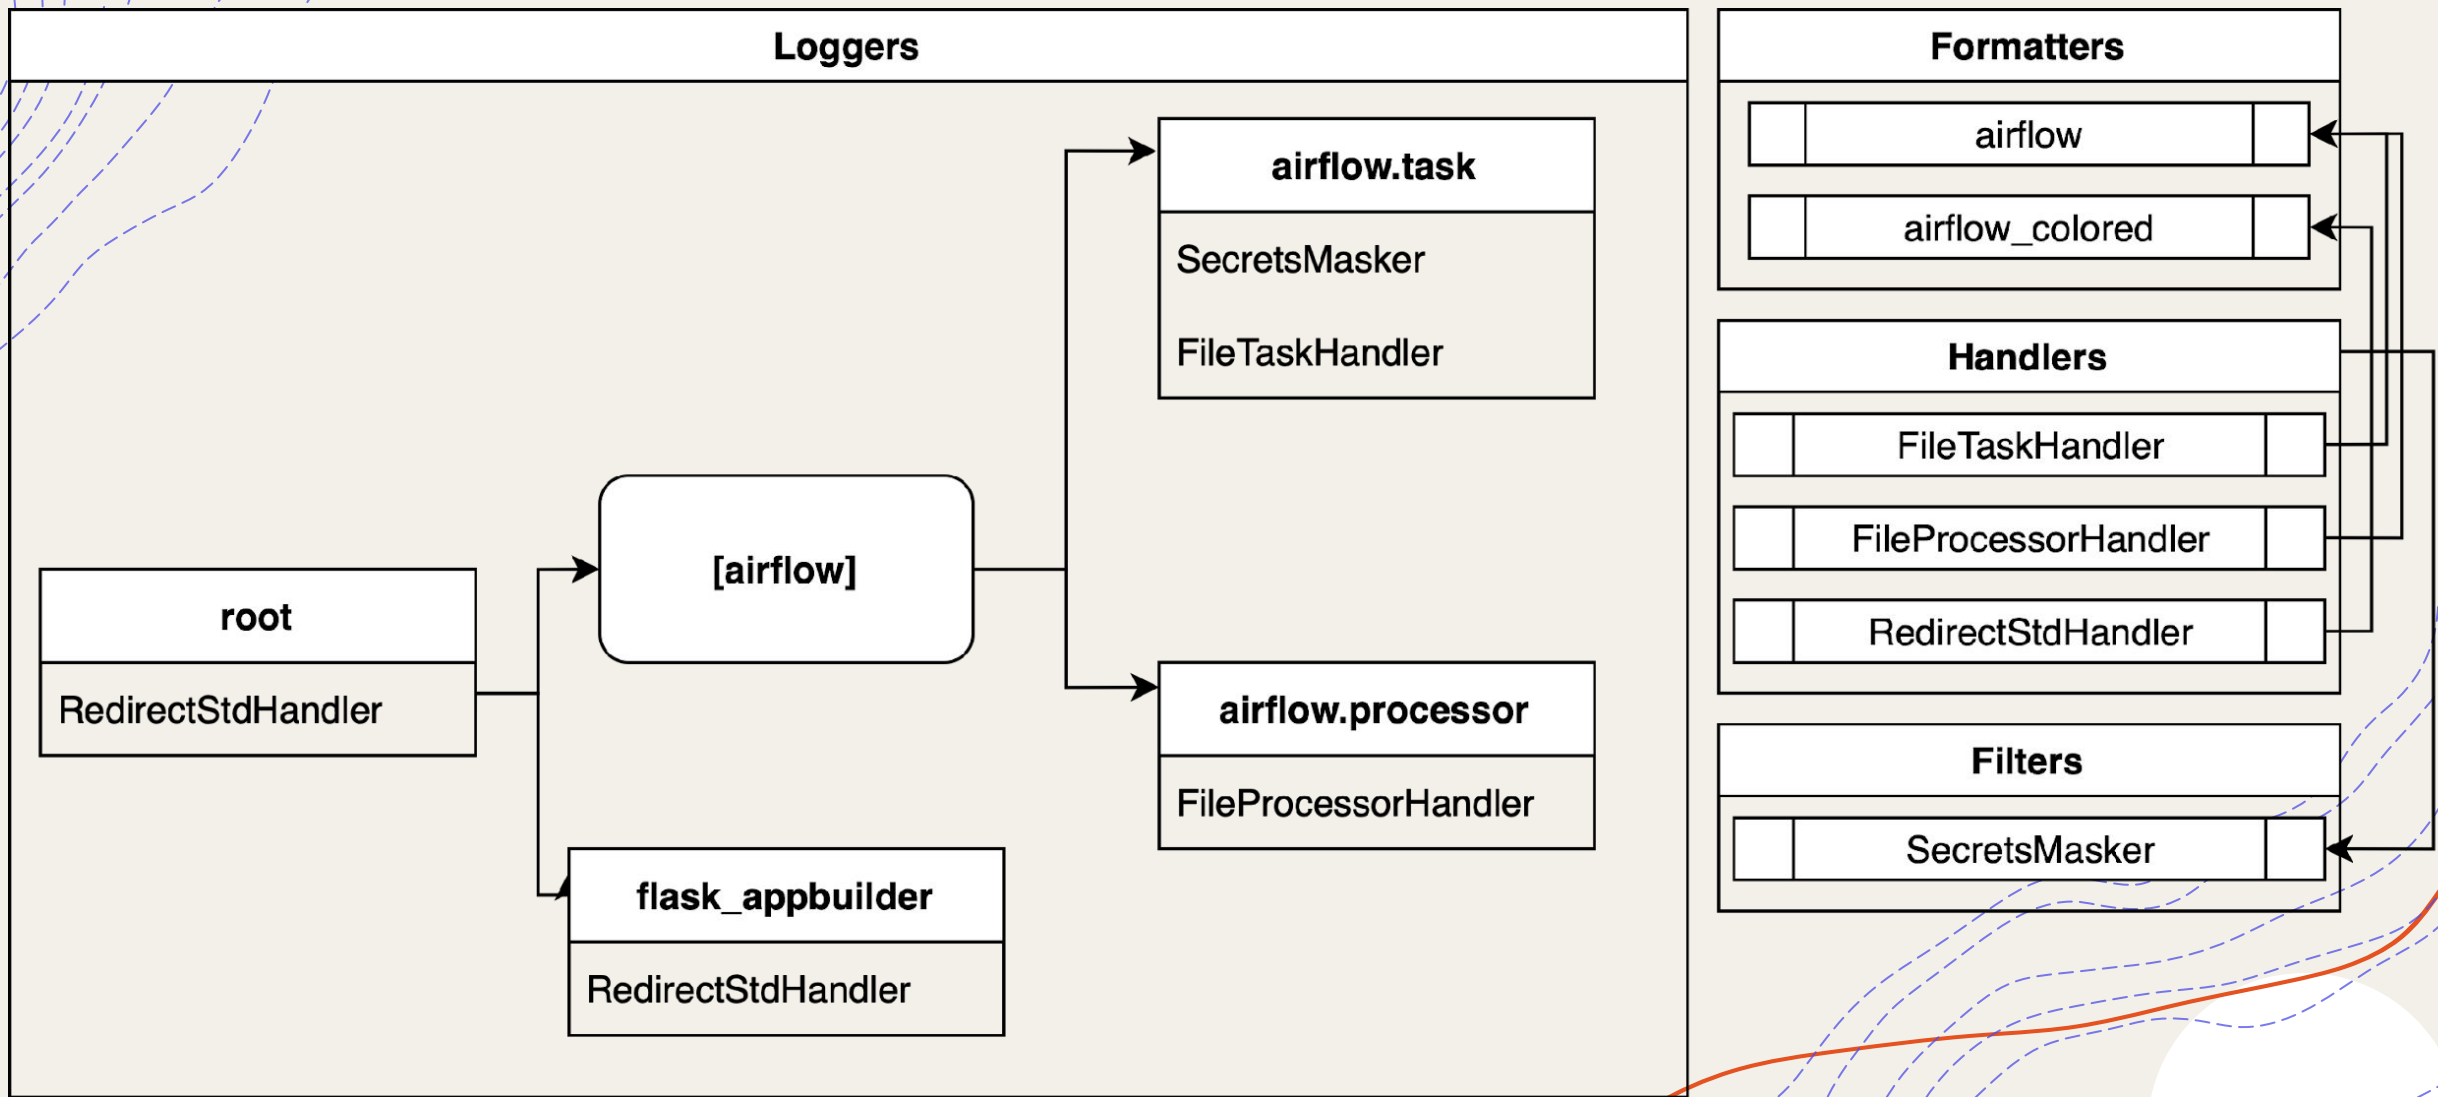 Loggers
airflow.task
SecretsMasker
FileTaskHandler
[airflow]
root
RedirectStdHandler
airflow.processor
FileProcessorHandler
flask_appbuilder
RedirectStdHandler
Formatters
airflow
airflow_colored
Handlers
FileTaskHandler
FileProcessorHandler
RedirectStdHandler
Filters
SecretsMasker